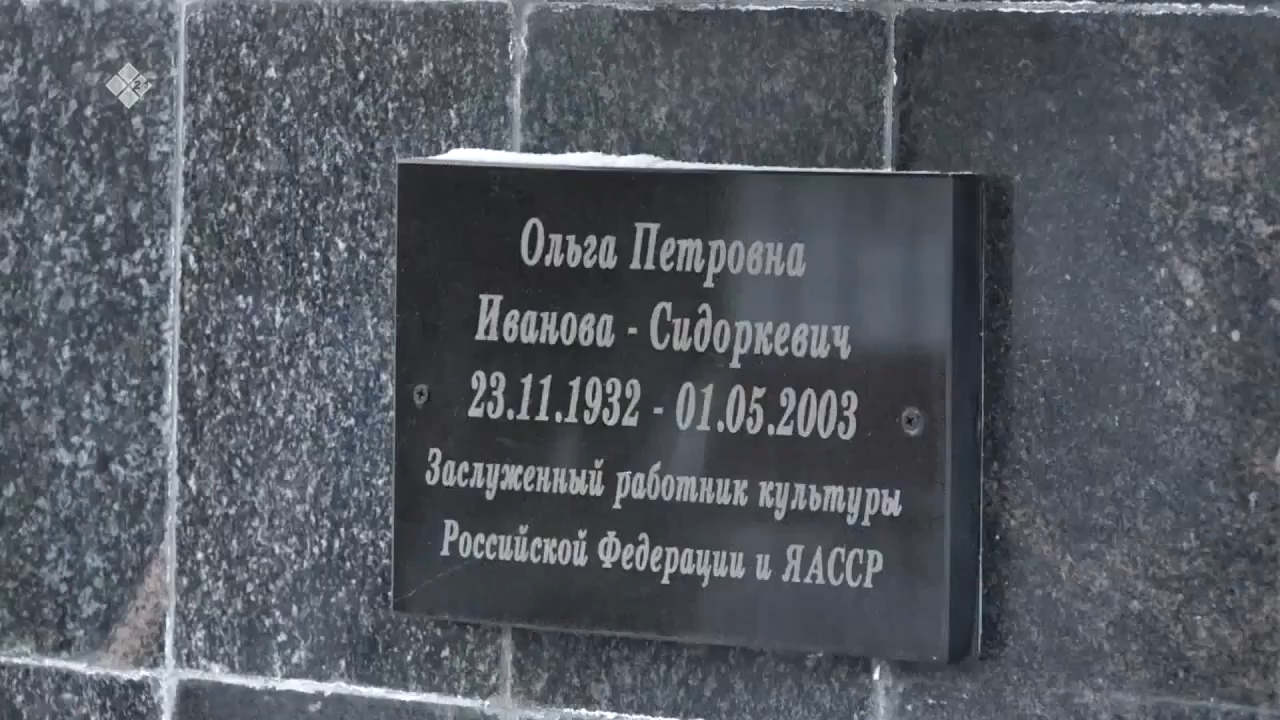 Ольга Петровна
Иванова - Сидоркевич
23.11.1932 - 01.05.2003
Заслуженный работник культуры
Российской Федерации и ЯАССР